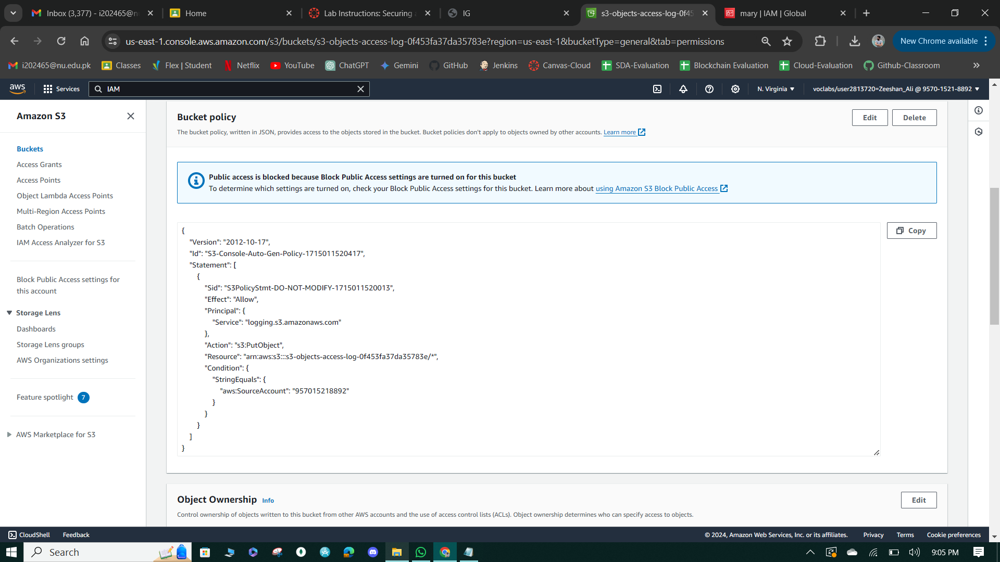 Inbox (3,377) - i202465@n
Home
Lab Instructions: Securing a
IG
s3-objects-access-log-0f45
mary | IAM | Global
us-east-1.console.aws.amazon.com/s3/buckets/s3-objects-access-log-0f453fa37da35783e?region=us-east-1&bucketType=general&tab=permissions
New Chrome available
i202465@nu.edu.pk
Classes
Flex | Student
Netflix
YouTube
ChatGPT
Gemini
GitHub
Jenkins
Canvas-Cloud
SDA-Evaluation
Blockchain Evaluation
Cloud-Evaluation
Github-Classroom
aws
Services
IAM
N. Virginia
voclabs/user2813720=Zeeshan_Ali @ 9570-1521-8892
Amazon S3
Buckets
Access Grants
Access Points
Object Lambda Access Points
Multi-Region Access Points
Batch Operations
IAM Access Analyzer for S3
Block Public Access settings for
this account
Storage Lens
Dashboards
Storage Lens groups
AWS Organizations settings
Feature spotlight 7
AWS Marketplace for S3
Bucket policy
Edit
Delete
The bucket policy, written in JSON, provides access to the objects stored in the bucket. Bucket policies don't apply to objects owned by other accounts. Learn more
Public access is blocked because Block Public Access settings are turned on for this bucket
To determine which settings are turned on, check your Block Public Access settings for this bucket. Learn more about using Amazon S3 Block Public Access
Copy
{
"Version": "2012-10-17",
"Id": "S3-Console-Auto-Gen-Policy-1715011520417",
"Statement": [
{
"Sid": "S3PolicyStmt-DO-NOT-MODIFY-1715011520013",
"Effect": "Allow",
"Principal": {
"Service": "logging.s3.amazonaws.com"
},
"Action": "s3:PutObject",
"Resource": "arn:aws:s3:::s3-objects-access-log-0f453fa37da35783e/*",
"Condition": {
"StringEquals": {
"aws:SourceAccount": "957015218892"
}
}
}
]
}
Object Ownership Info
Edit
Control ownership of objects written to this bucket from other AWS accounts and the use of access control lists (ACLs). Object ownership determines who can specify access to objects.
CloudShell
Feedback
© 2024, Amazon Web Services, Inc. or its affiliates.
Privacy
Terms
Cookie preferences
Search
9:05 PM